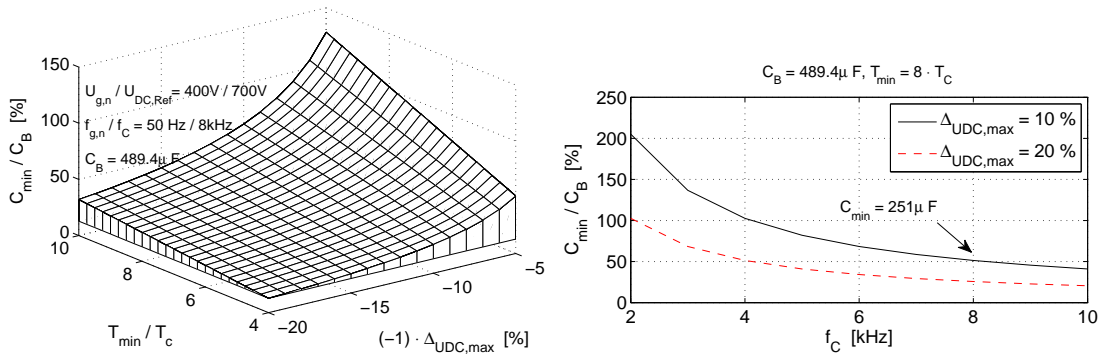 150
100
50
0
C_min / C_B [%]
U_g,n / U_DC,Ref = 400V / 700V
f_g,n / f_C = 50 Hz / 8kHz
C_B = 489.4μ F
10
8
6
4
T_min / T_c
−20
−15
−10
−5
(−1) · Δ_UDC,max [%]
C_B = 489.4μ F, T_min = 8 · T_C
250
200
150
100
50
0
C_min / C_B [%]
Δ_UDC,max = 10 %
Δ_UDC,max = 20 %
C_min = 251μ F
2
4
6
8
10
f_C [kHz]